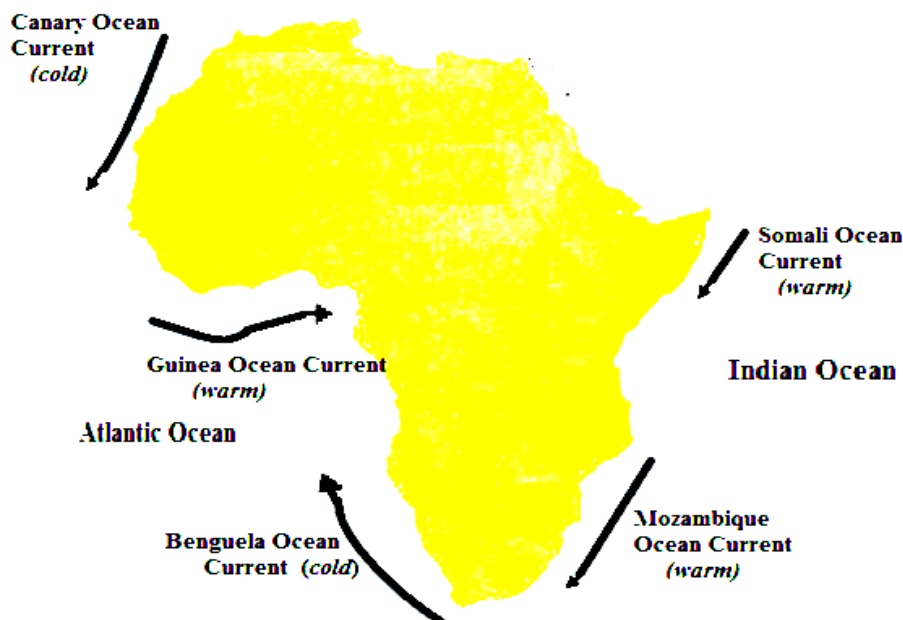 Canary Ocean
Current
(cold)
Somali Ocean
Current
(warm)
Guinea Ocean Current
(warm)
Indian Ocean
Atlantic Ocean
Mozambique
Ocean Current
(warm)
Benguela Ocean
Current (cold)